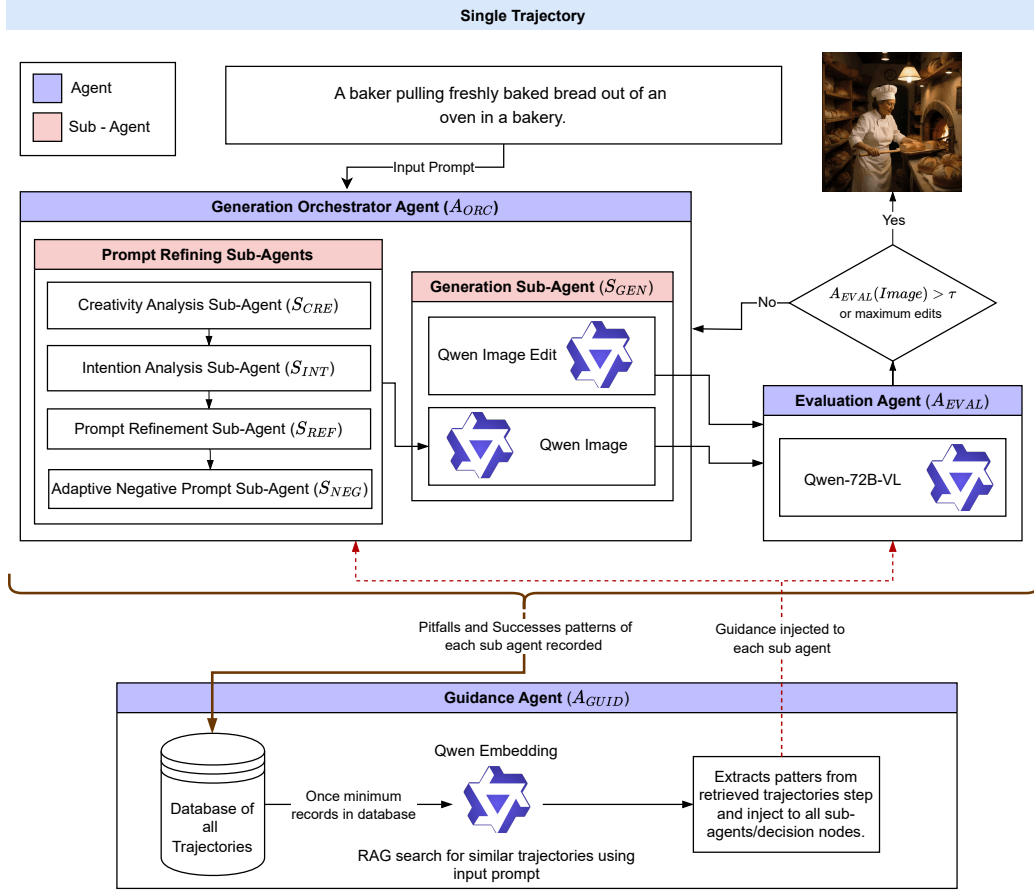 Single Trajectory
Agent
Sub - Agent
A baker pulling freshly baked bread out of an
oven in a bakery.
Input Prompt
Generation Orchestrator Agent (A_ORC)
Prompt Refining Sub-Agents
Creativity Analysis Sub-Agent (S_CRE)
Intention Analysis Sub-Agent (S_INT)
Prompt Refinement Sub-Agent (S_REF)
Adaptive Negative Prompt Sub-Agent (S_NEG)
Generation Sub-Agent (S_GEN)
Qwen Image Edit
Qwen Image
Yes
No
A_EVAL(Image) > τ
or maximum edits
Evaluation Agent (A_EVAL)
Qwen-72B-VL
Pitfalls and Successes patterns of
each sub agent recorded
Guidance injected to
each sub agent
Guidance Agent (A_GUID)
Database of
all
Trajectories
Once minimum
records in database
Qwen Embedding
RAG search for similar trajectories using
input prompt
Extracts patters from
retrieved trajectories step
and inject to all sub-
agents/decision nodes.